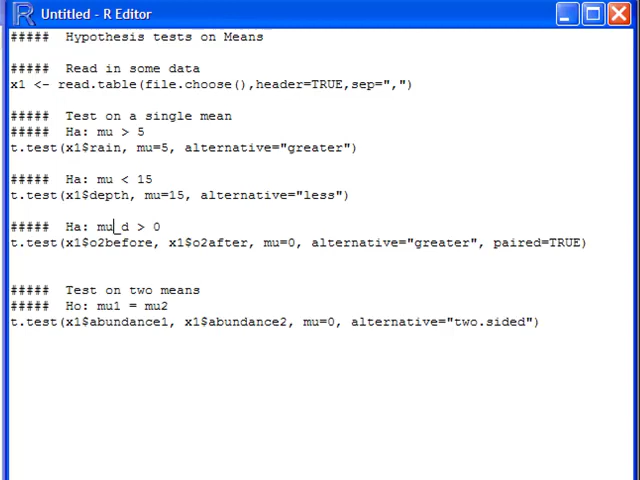 Untitled - R Editor
##### Hypothesis tests on Means
##### Read in some data
x1 <- read.table(file.choose(),header=TRUE,sep=",")
##### Test on a single mean
##### Ha: mu > 5
t.test(x1$rain, mu=5, alternative="greater")
##### Ha: mu < 15
t.test(x1$depth, mu=15, alternative="less")
##### Ha: mu_d > 0
t.test(x1$o2before, x1$o2after, mu=0, alternative="greater", paired=TRUE)
##### Test on two means
##### Ho: mu1 = mu2
t.test(x1$abundance1, x1$abundance2, mu=0, alternative="two.sided")